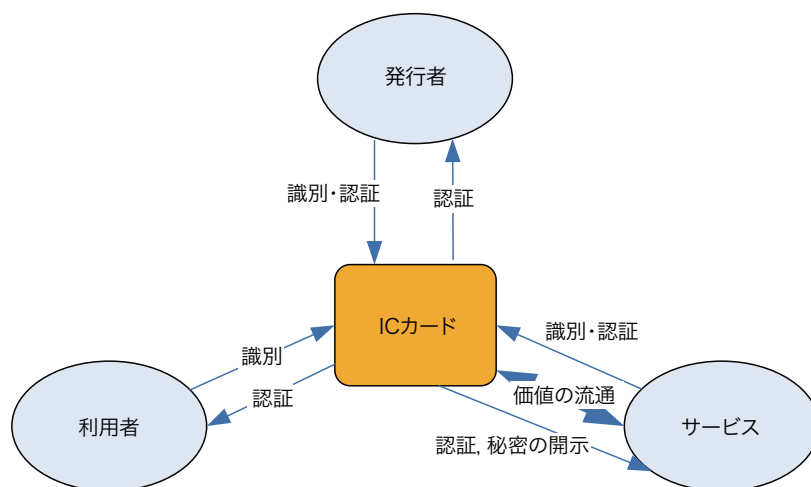 発行者
識別・認証
認証
ICカード
識別・認証
識別
価値の流通
認証
利用者
サービス
認証, 秘密の開示